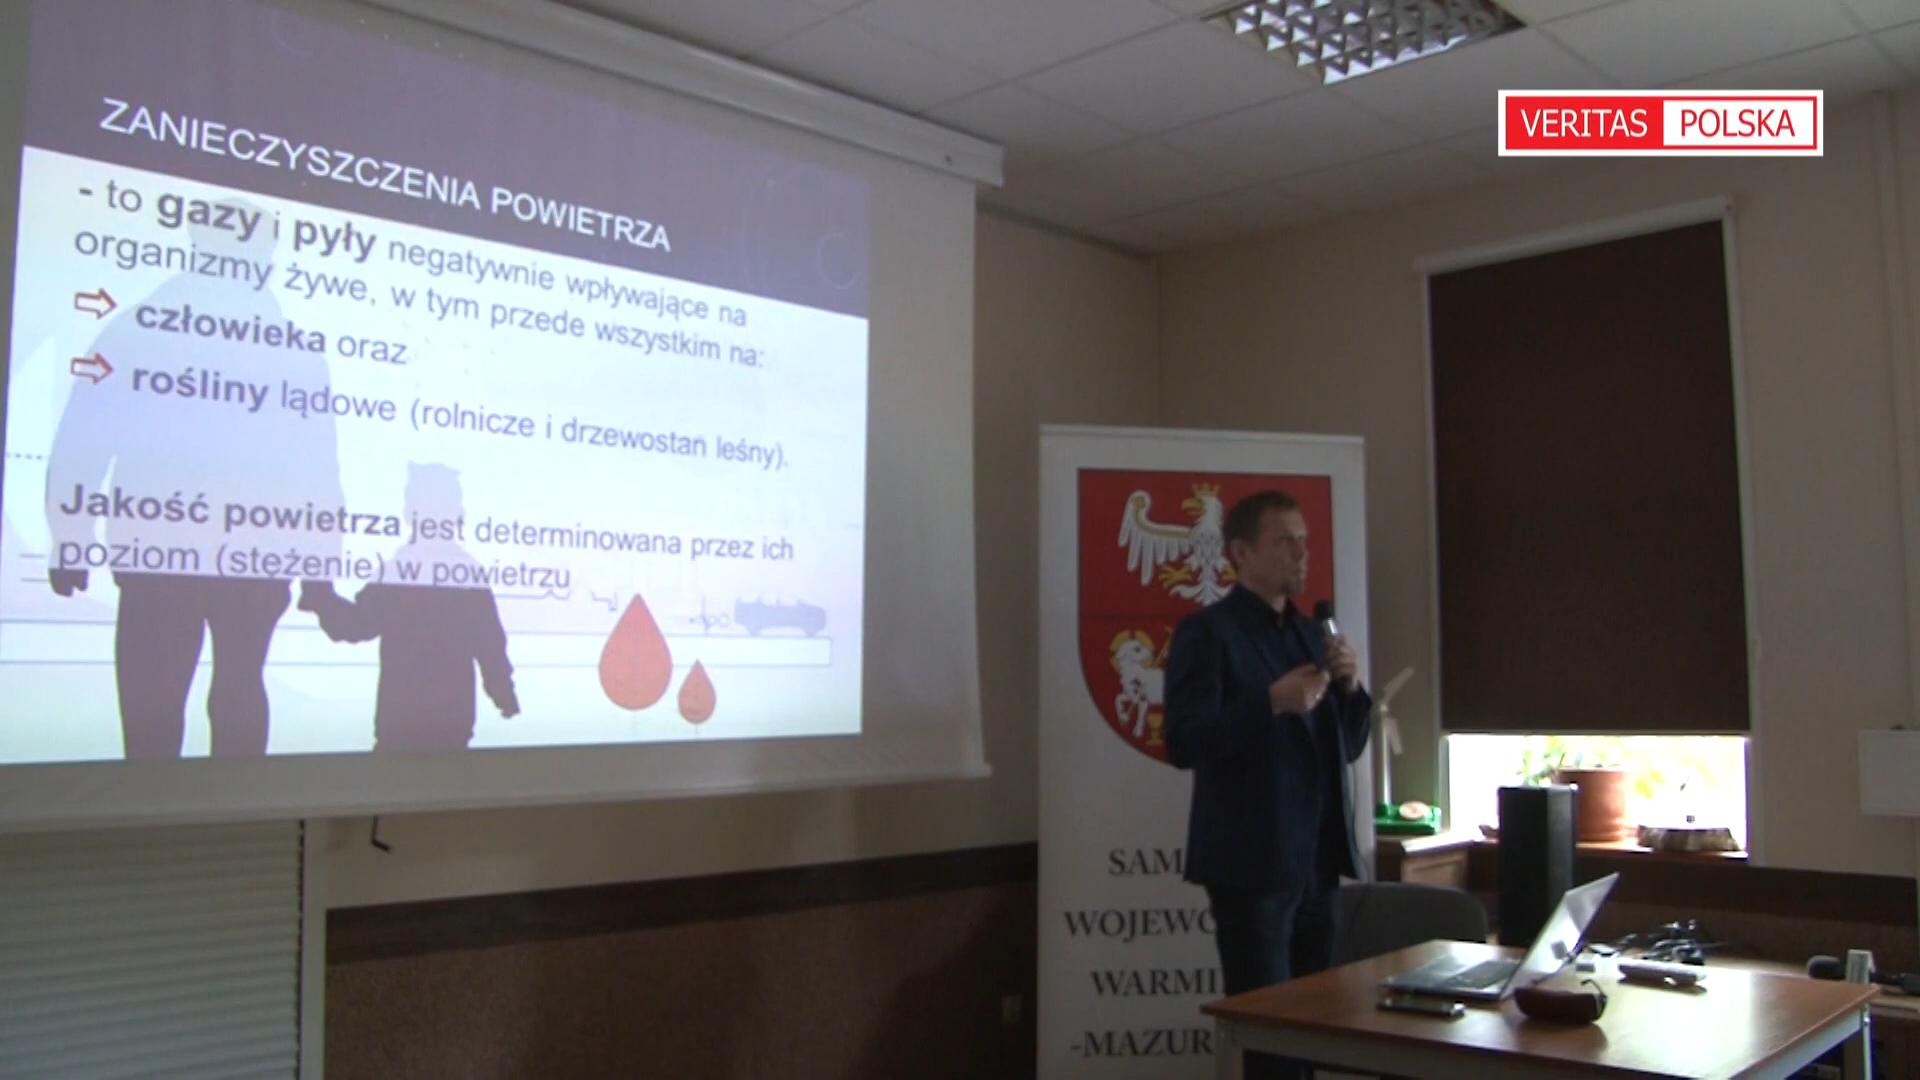 VERITAS POLSKA
ZANIECZYSZCZENIA POWIETRZA
- to gazy i pyły negatywnie wpływające na
organizmy żywe, w tym przede wszystkim na:
⇨ człowieka oraz
⇨ rośliny lądowe (rolnicze i drzewostan leśny).
Jakość powietrza jest determinowana przez ich
poziom (stężenie) w powietrzu
SAM
WOJEWÓ
WARMI
-MAZUR